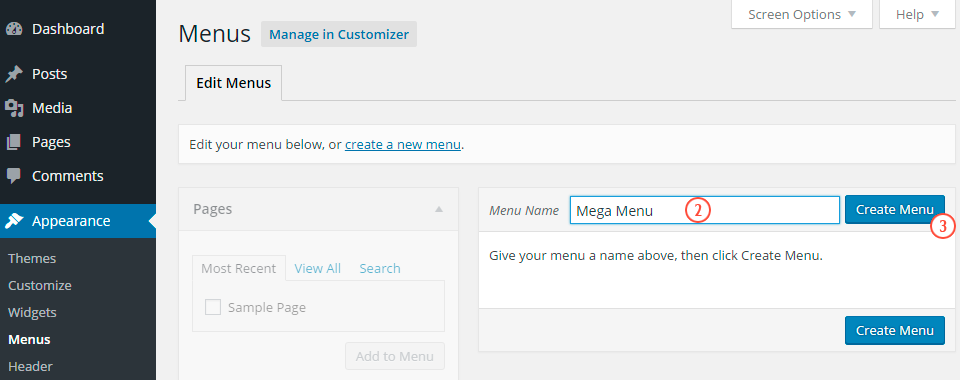 Dashboard
Posts
Media
Pages
Comments
Appearance
Themes
Customize
Widgets
Menus
Header
Screen Options
Help
Menus
Manage in Customizer
Edit Menus
Edit your menu below, or create a new menu.
Pages
Most Recent
View All
Search
Sample Page
Add to Menu
Menu Name
Mega Menu
2
Create Menu
3
Give your menu a name above, then click Create Menu.
Create Menu